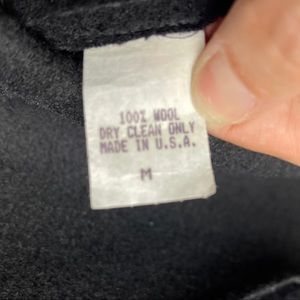 100% WOOL
DRY CLEAN ONLY
MADE IN U.S.A.
M